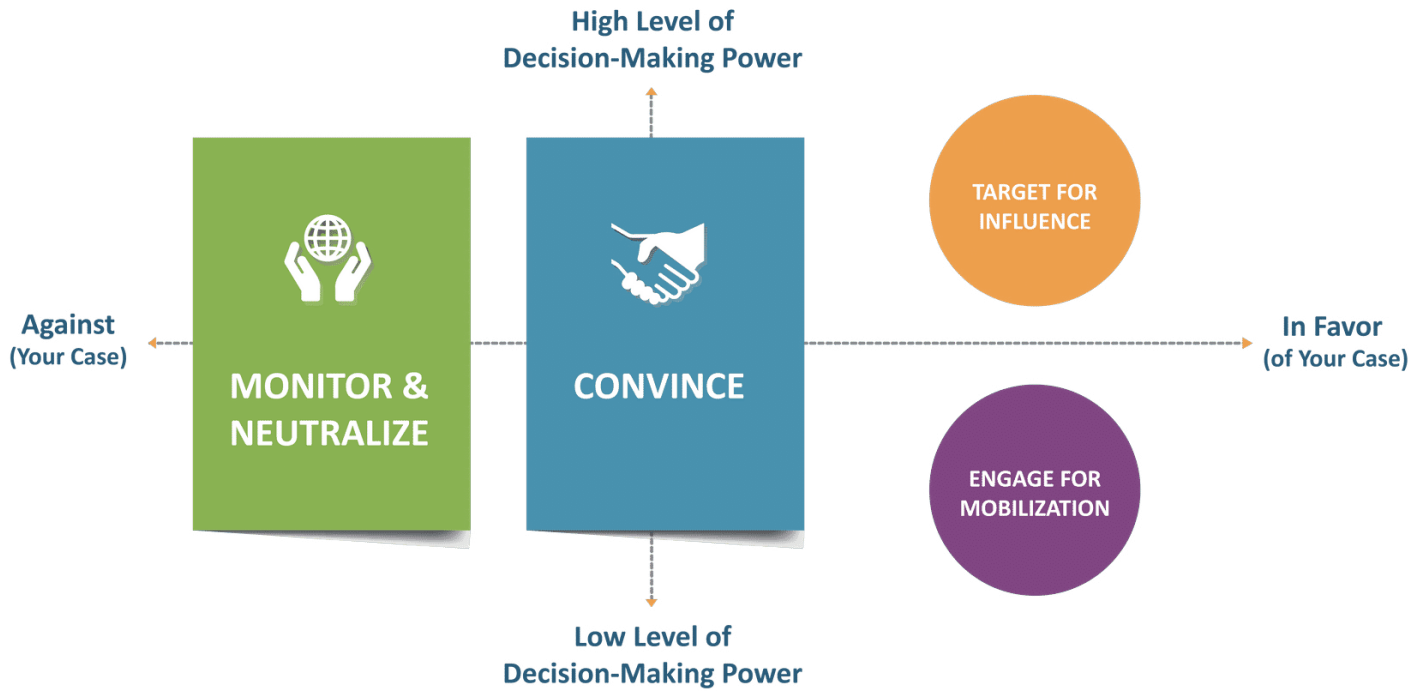 High Level of
Decision-Making Power
TARGET FOR
INFLUENCE
Against
(Your Case)
MONITOR &
NEUTRALIZE
CONVINCE
In Favor
(of Your Case)
ENGAGE FOR
MOBILIZATION
Low Level of
Decision-Making Power